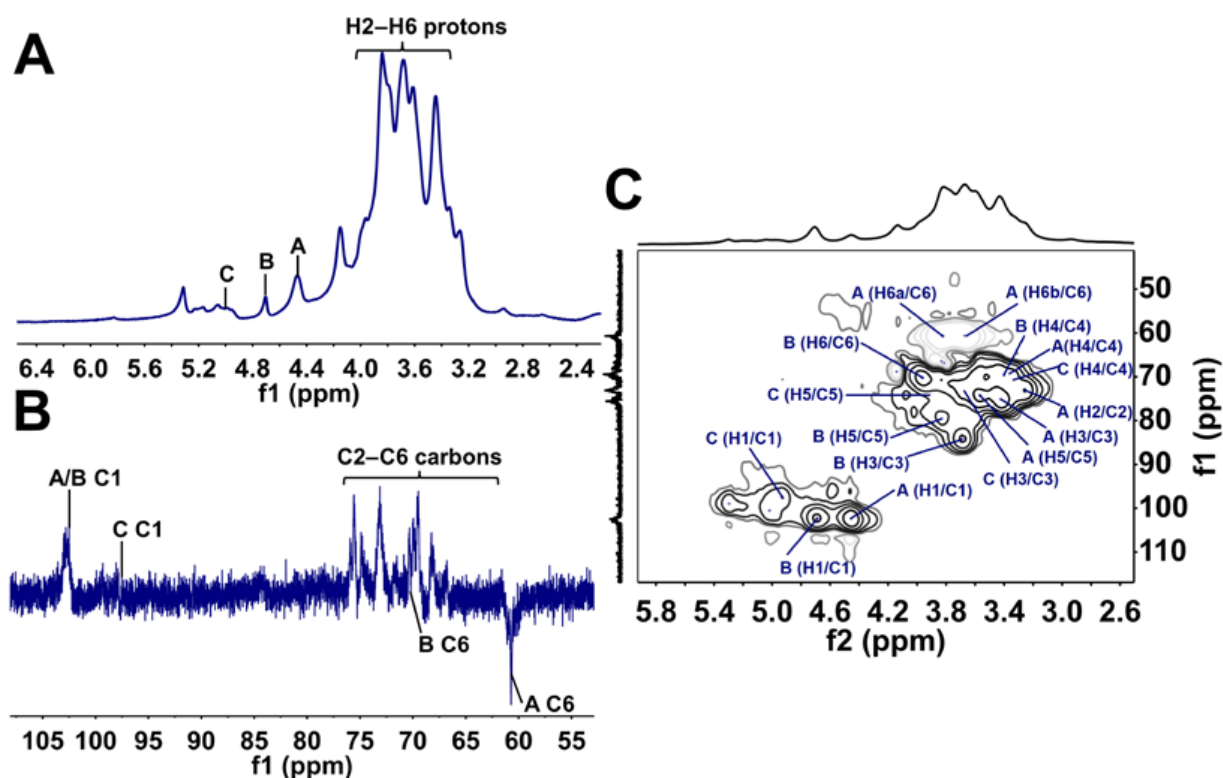 A
H2–H6 protons
C
B
A
6.4 6.0 5.6 5.2 4.8 4.4 4.0 3.6 3.2 2.8 2.4
f1 (ppm)
B
C2–C6 carbons
A/B C1
C C1
B C6
A C6
105 100 95 90 85 80 75 70 65 60 55
f1 (ppm)
C
A (H6a/C6)
A (H6b/C6)
B (H4/C4)
B (H6/C6)
A(H4/C4)
C (H4/C4)
C (H5/C5)
A (H2/C2)
B (H5/C5)
A (H3/C3)
C (H1/C1)
B (H3/C3)
A (H5/C5)
C (H3/C3)
A (H1/C1)
B (H1/C1)
50
60
70
80
90
100
110
f1 (ppm)
5.8 5.4 5.0 4.6 4.2 3.8 3.4 3.0 2.6
f2 (ppm)